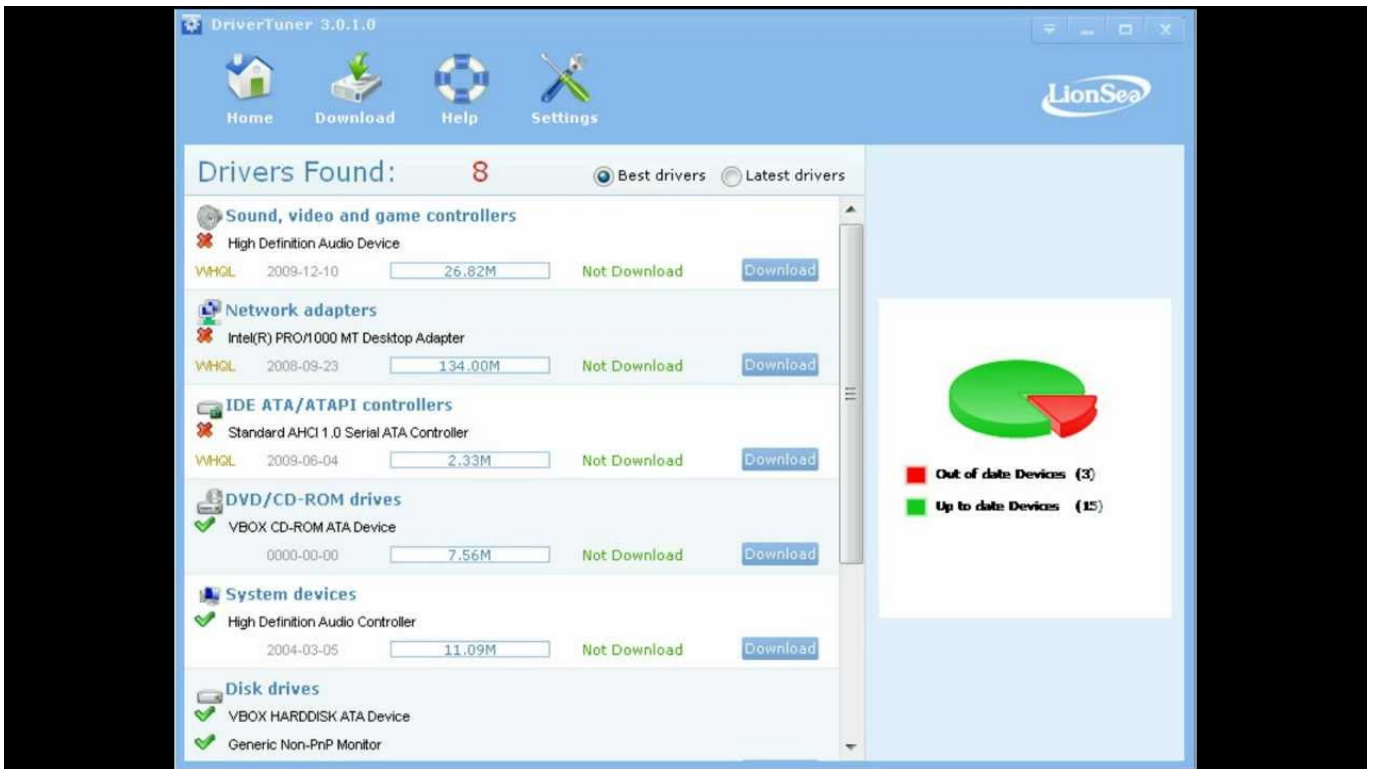 DriverTuner 3.0.1.0
Home Download Help Settings
LionSea
Drivers Found: 8 Best drivers Latest drivers
Sound, video and game controllers
High Definition Audio Device
WHQL 2009-12-10 26.82M Not Download Download
Network adapters
Intel(R) PRO/1000 MT Desktop Adapter
WHQL 2008-09-23 134.00M Not Download Download
IDE ATA/ATAPI controllers
Standard AHCI 1.0 Serial ATA Controller
WHQL 2009-06-04 2.33M Not Download Download
DVD/CD-ROM drives
VBOX CD-ROM ATA Device
0000-00-00 7.56M Not Download Download
System devices
High Definition Audio Controller
2004-03-05 11.09M Not Download Download
Disk drives
VBOX HARDDISK ATA Device
Generic Non-PnP Monitor
Out of date Devices (3)
Up to date Devices (15)